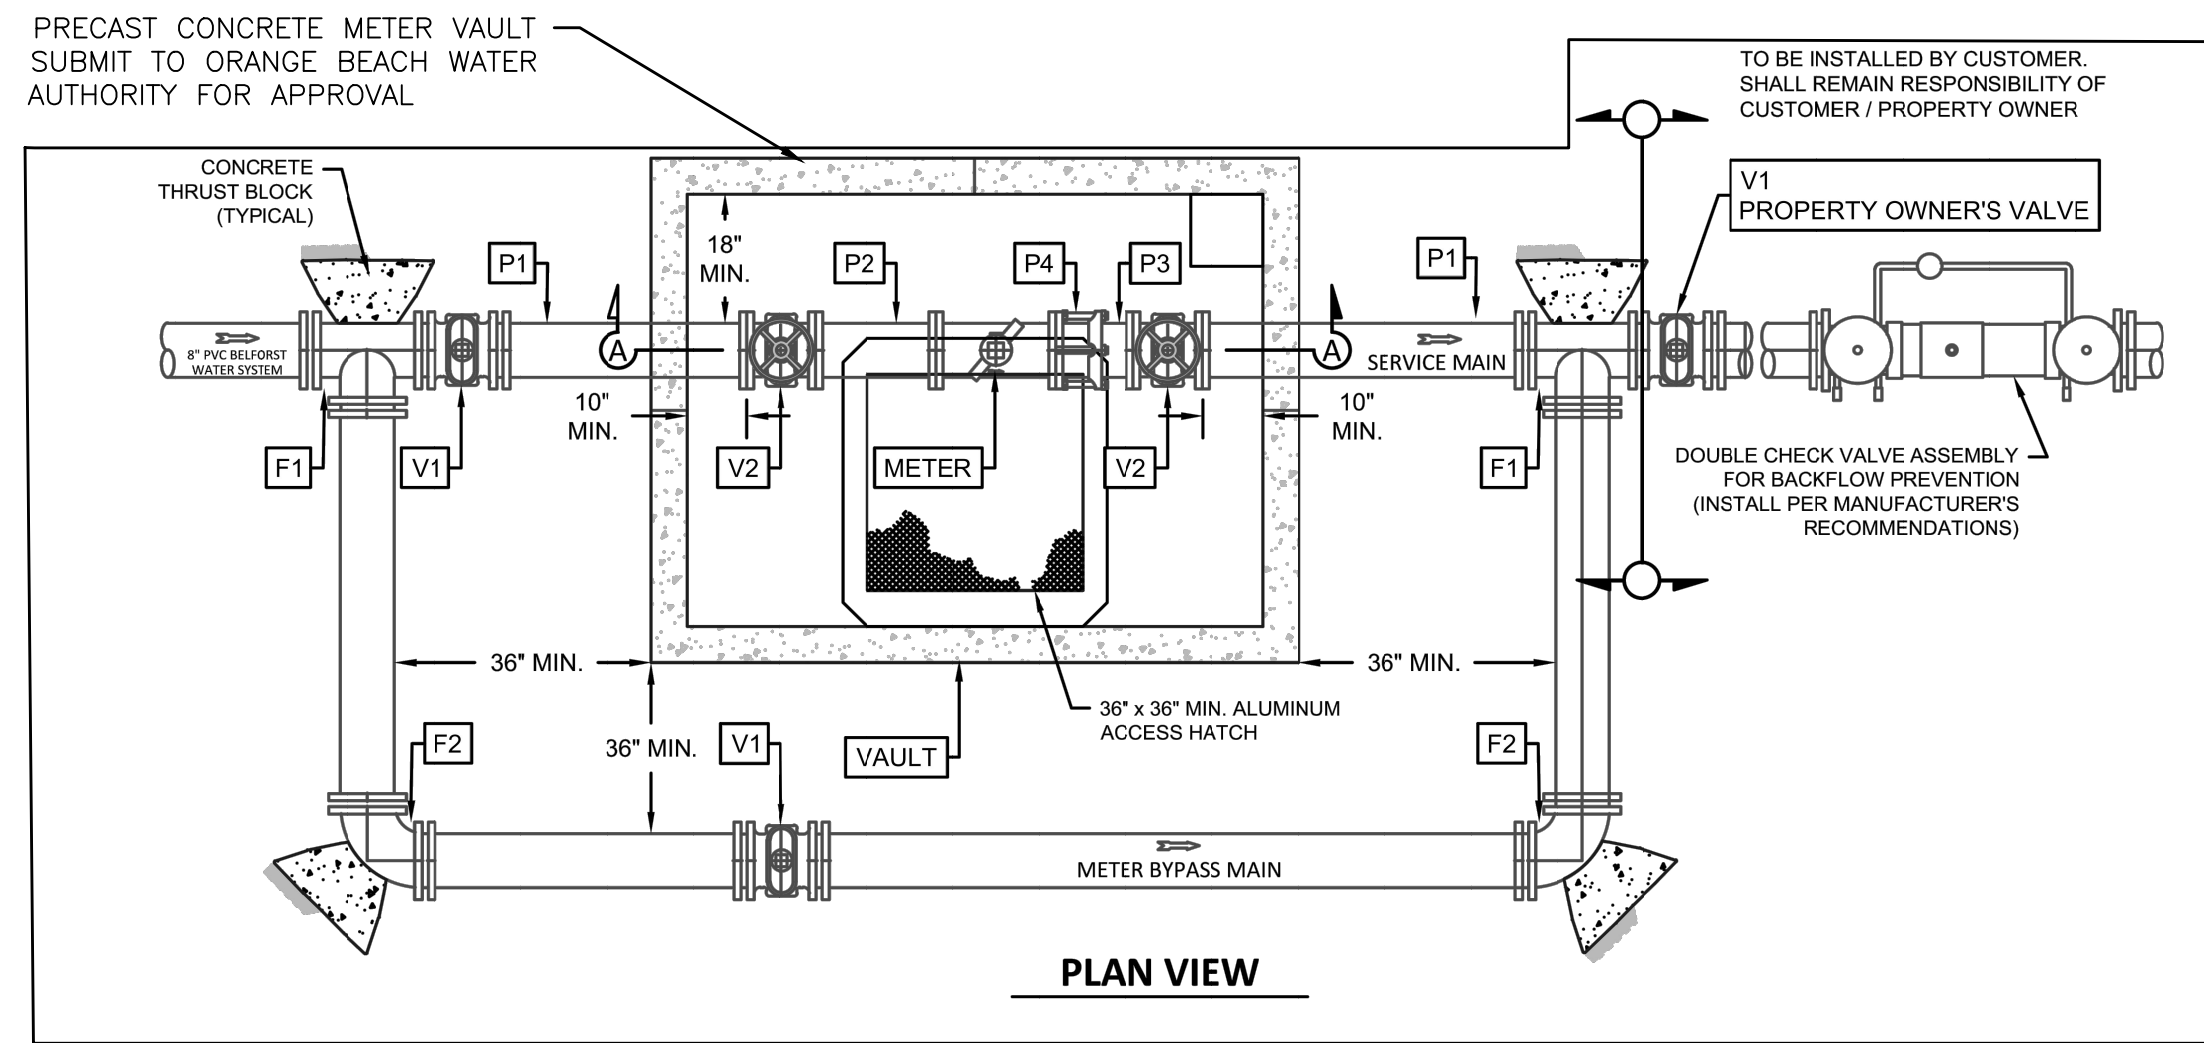 PRECAST CONCRETE METER VAULT
SUBMIT TO ORANGE BEACH WATER
AUTHORITY FOR APPROVAL
TO BE INSTALLED BY CUSTOMER.
SHALL REMAIN RESPONSIBILITY OF
CUSTOMER / PROPERTY OWNER
CONCRETE
THRUST BLOCK
(TYPICAL)
V1
PROPERTY OWNER'S VALVE
P1
18"
MIN.
P2
P4
P3
P1
8" PVC BELFORST
WATER SYSTEM
A
A
SERVICE MAIN
10"
MIN.
10"
MIN.
F1
V1
V2
METER
V2
F1
DOUBLE CHECK VALVE ASSEMBLY
FOR BACKFLOW PREVENTION
(INSTALL PER MANUFACTURER'S
RECOMMENDATIONS)
36" MIN.
36" MIN.
36" x 36" MIN. ALUMINUM
ACCESS HATCH
F2
36" MIN.
V1
VAULT
F2
METER BYPASS MAIN
PLAN VIEW